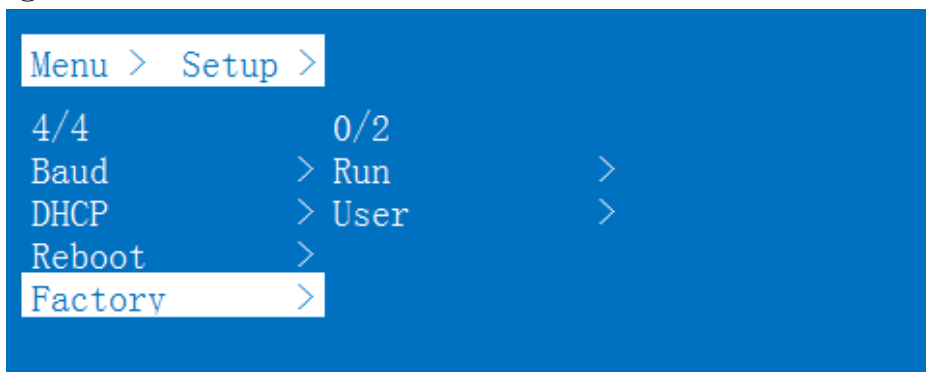 Menu > Setup >
4/4 0/2
Baud > Run >
DHCP > User >
Reboot >
Factory >